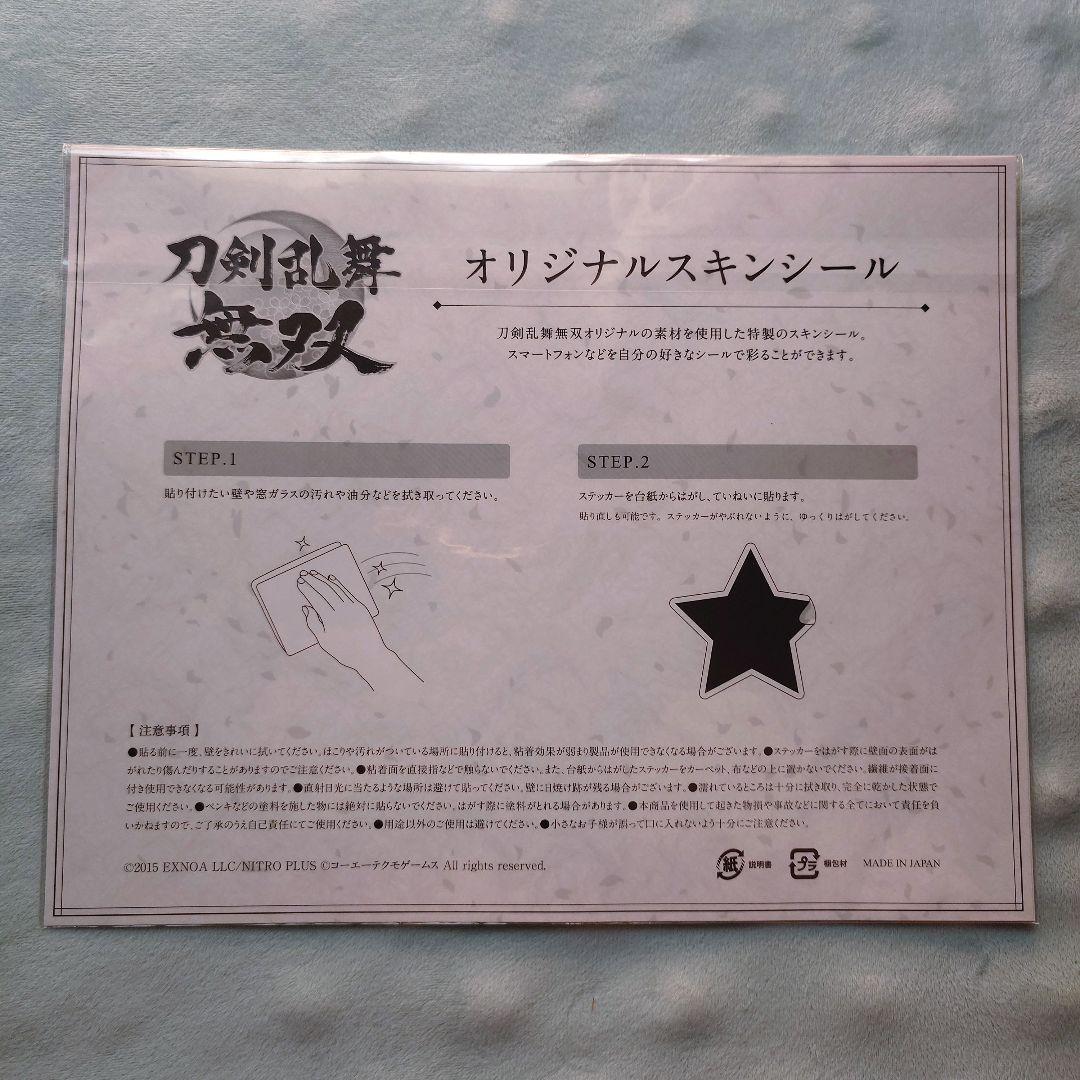 刀剣乱舞
無双
オリジナルスキンシール
刀剣乱舞無双オリジナルの素材を使用した特製のスキンシール。
スマートフォンなどを自分の好きなシールで彩ることができます。
STEP.1
貼り付けたい壁や窓ガラスの汚れや油分などを拭き取ってください。
STEP.2
ステッカーを台紙からはがし、ていねいに貼ります。
貼り直しも可能です。ステッカーがやぶれないように、ゆっくりはがしてください。
【注意事項】
●貼る前に一度、壁をきれいに拭いてください。ほこりや汚れがついている場所に貼り付けると、粘着効果が弱まり製品が使用できなくなる場合がございます。●ステッカーをはがす際に壁面の表面がは
がれたり傷んだりすることがありますのでご注意ください。●粘着面を直接指などで触らないでください。また、台紙からはがしたステッカーをカーペット、布などの上に置かないでください。繊維が接着面に
付き使用できなくなる可能性があります。●直射日光に当たるような場所は避けて貼ってください。壁に日焼け跡が残る場合がございます。●濡れているところは十分に拭き取り、完全に乾かした状態で
ご使用ください。●ペンキなどの塗料を施した物には絶対に貼らないでください。はがす際に塗料がとれる場合があります。●本商品を使用して起きた物損や事故などに関する全てにおいて責任を負
いかねますので、ご了承のうえ自己責任にてご使用ください。●用途以外のご使用は避けてください。●小さなお子様が誤って口に入れないよう十分にご注意ください。
©2015 EXNOA LLC/NITRO PLUS ©コーエーテクモゲームス All rights reserved.
紙 説明書 プラ 梱包材 MADE IN JAPAN